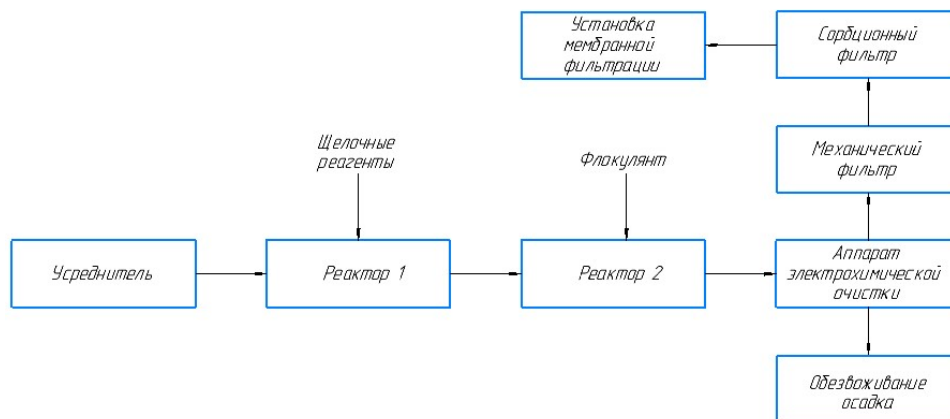 Установка
мембранной
фильтрации
Сорбционный
фильтр
Механический
фильтр
Щелочные
реагенты
Флокулянт
Усреднитель
Реактор 1
Реактор 2
Аппарат
электрохимической
очистки
Обезвоживание
осадка